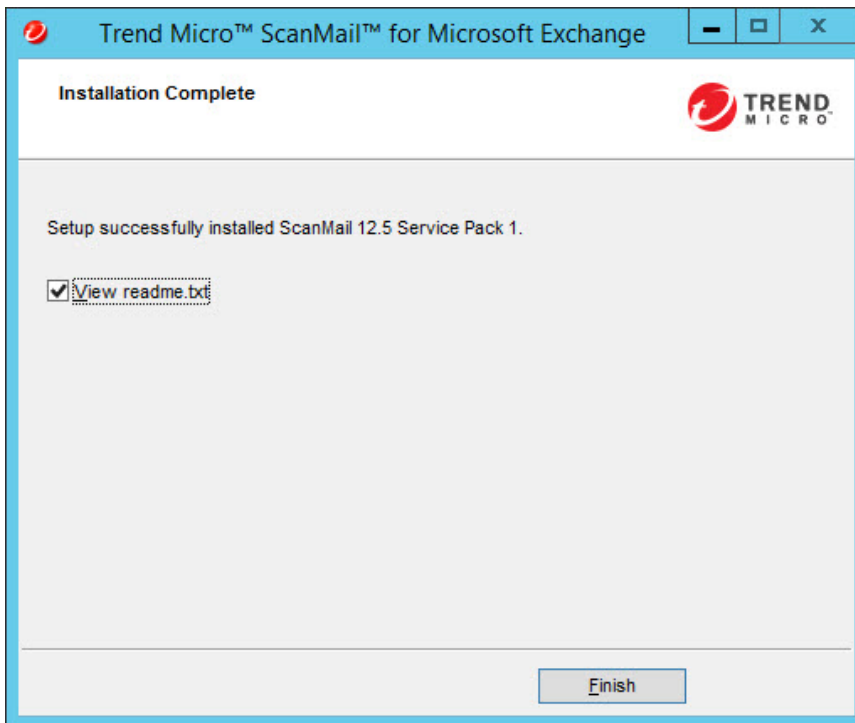 Trend Micro™ ScanMail™ for Microsoft Exchange
Installation Complete
TREND
MICRO™
Setup successfully installed ScanMail 12.5 Service Pack 1.
View readme.txt
Finish